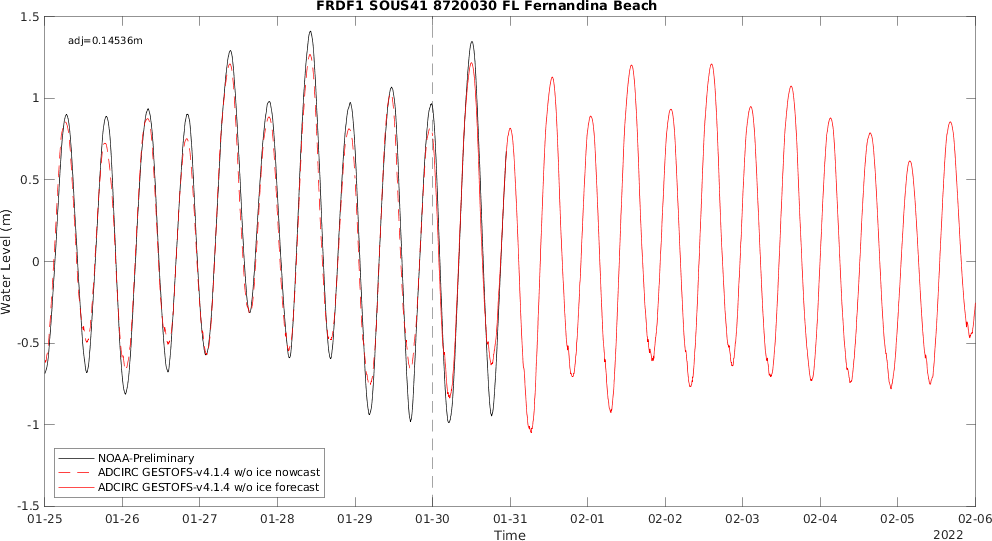 FRDF1 SOUS41 8720030 FL Fernandina Beach
adj=0.14536m
1.5
1
0.5
0
-0.5
-1
-1.5
Water Level (m)
NOAA-Preliminary
ADCIRC GESTOFS-v4.1.4 w/o ice nowcast
ADCIRC GESTOFS-v4.1.4 w/o ice forecast
01-25 01-26 01-27 01-28 01-29 01-30 01-31 02-01 02-02 02-03 02-04 02-05 02-06
Time
2022